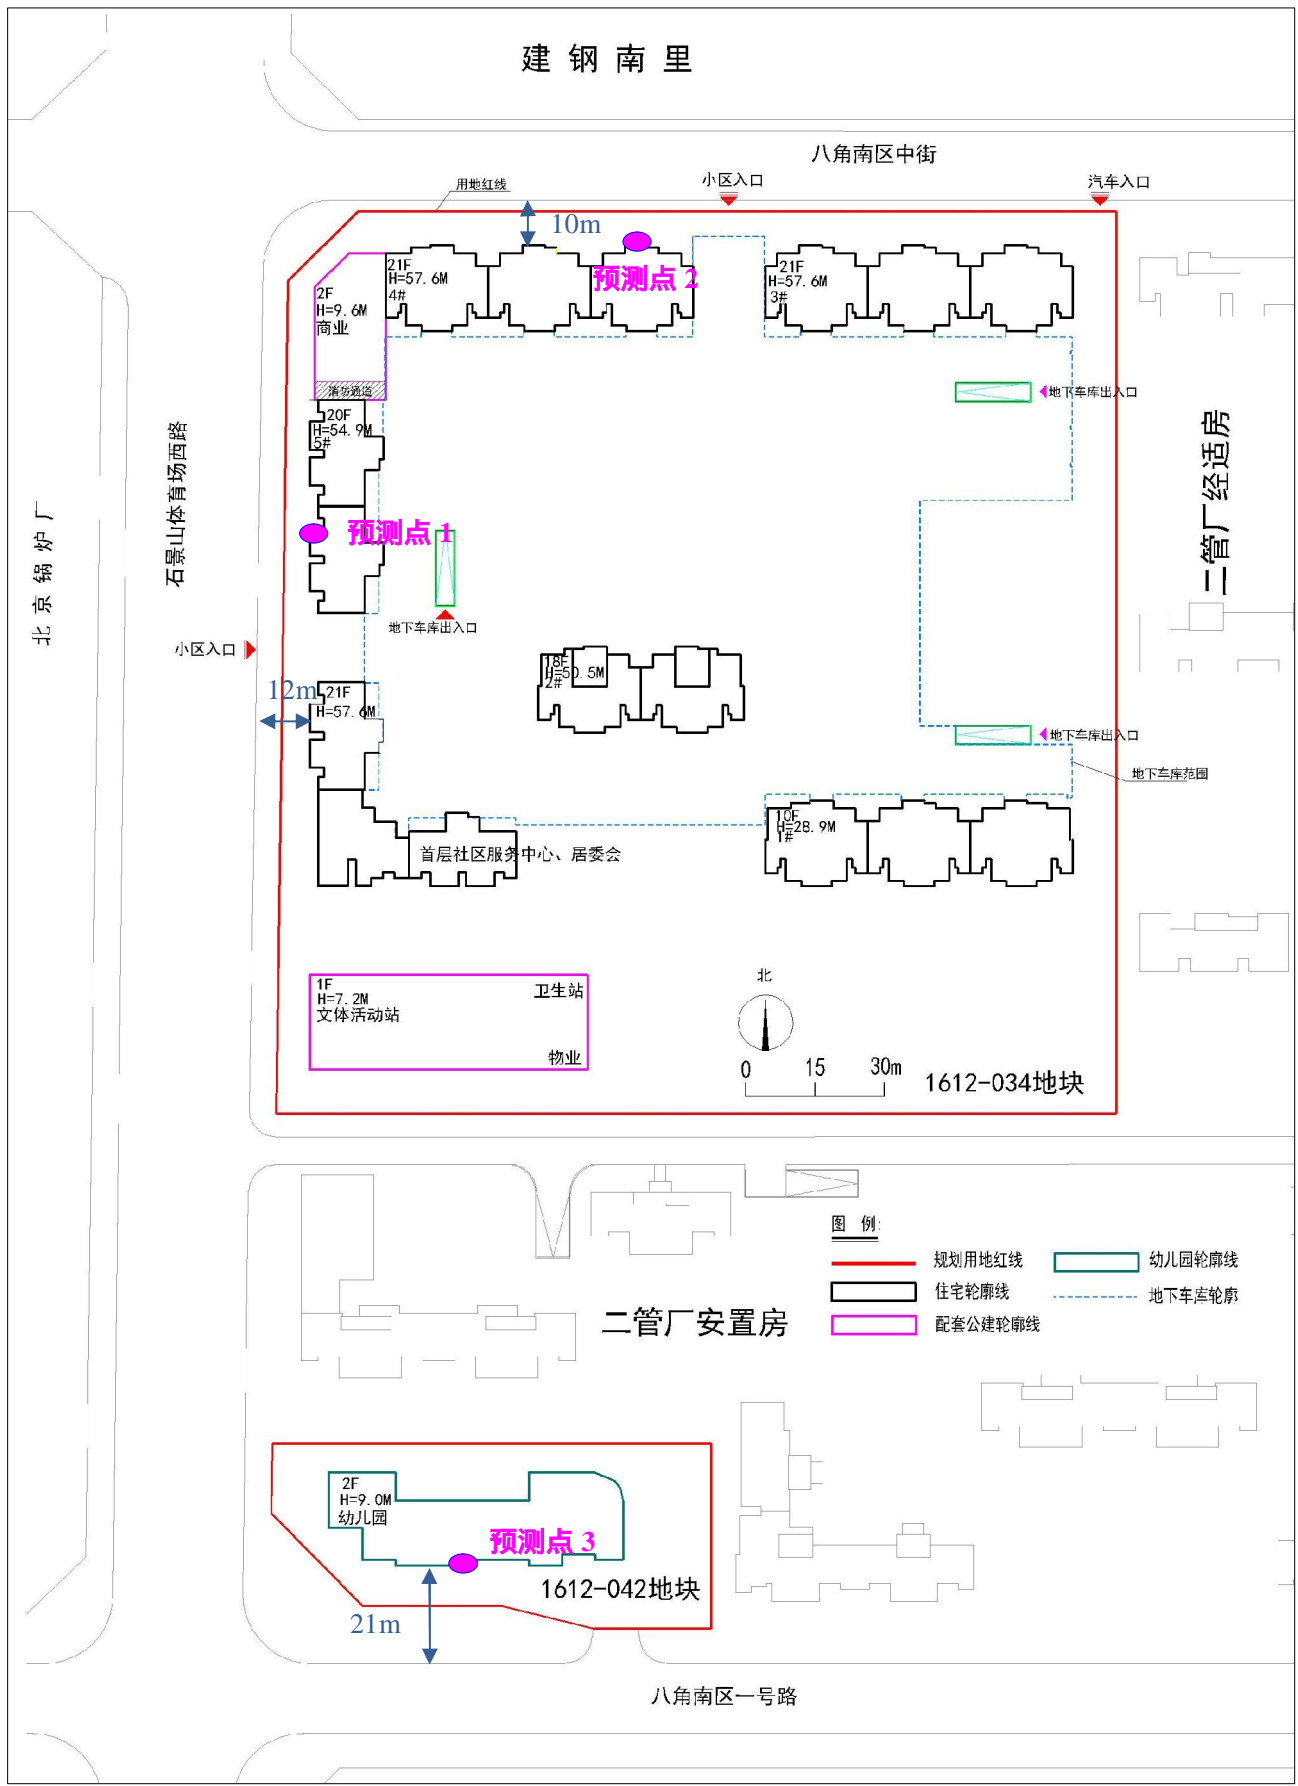 建钢南里
八角南区中街
用地红线
小区入口
汽车入口
10m
21F
H=57.6M
4#
预测点 2
21F
H=57.6M
3#
2F
H=9.6M
商业
消防通道
地下车库出入口
20F
H=54.9M
5#
石景山体育场西路
二管厂经适房
北京锅炉厂
预测点 1
地下车库出入口
小区入口
18F
H=50.5M
2#
12m
21F
H=57.6M
地下车库出入口
地下车库范围
10F
H=28.9M
1#
首层社区服务中心、居委会
1F
H=7.2M
文体活动站
卫生站
物业
北
0 15 30m
1612-034地块
图 例:
规划用地红线
幼儿园轮廓线
住宅轮廓线
地下车库轮廓
配套公建轮廓线
二管厂安置房
2F
H=9.0M
幼儿园
预测点 3
1612-042地块
21m
八角南区一号路